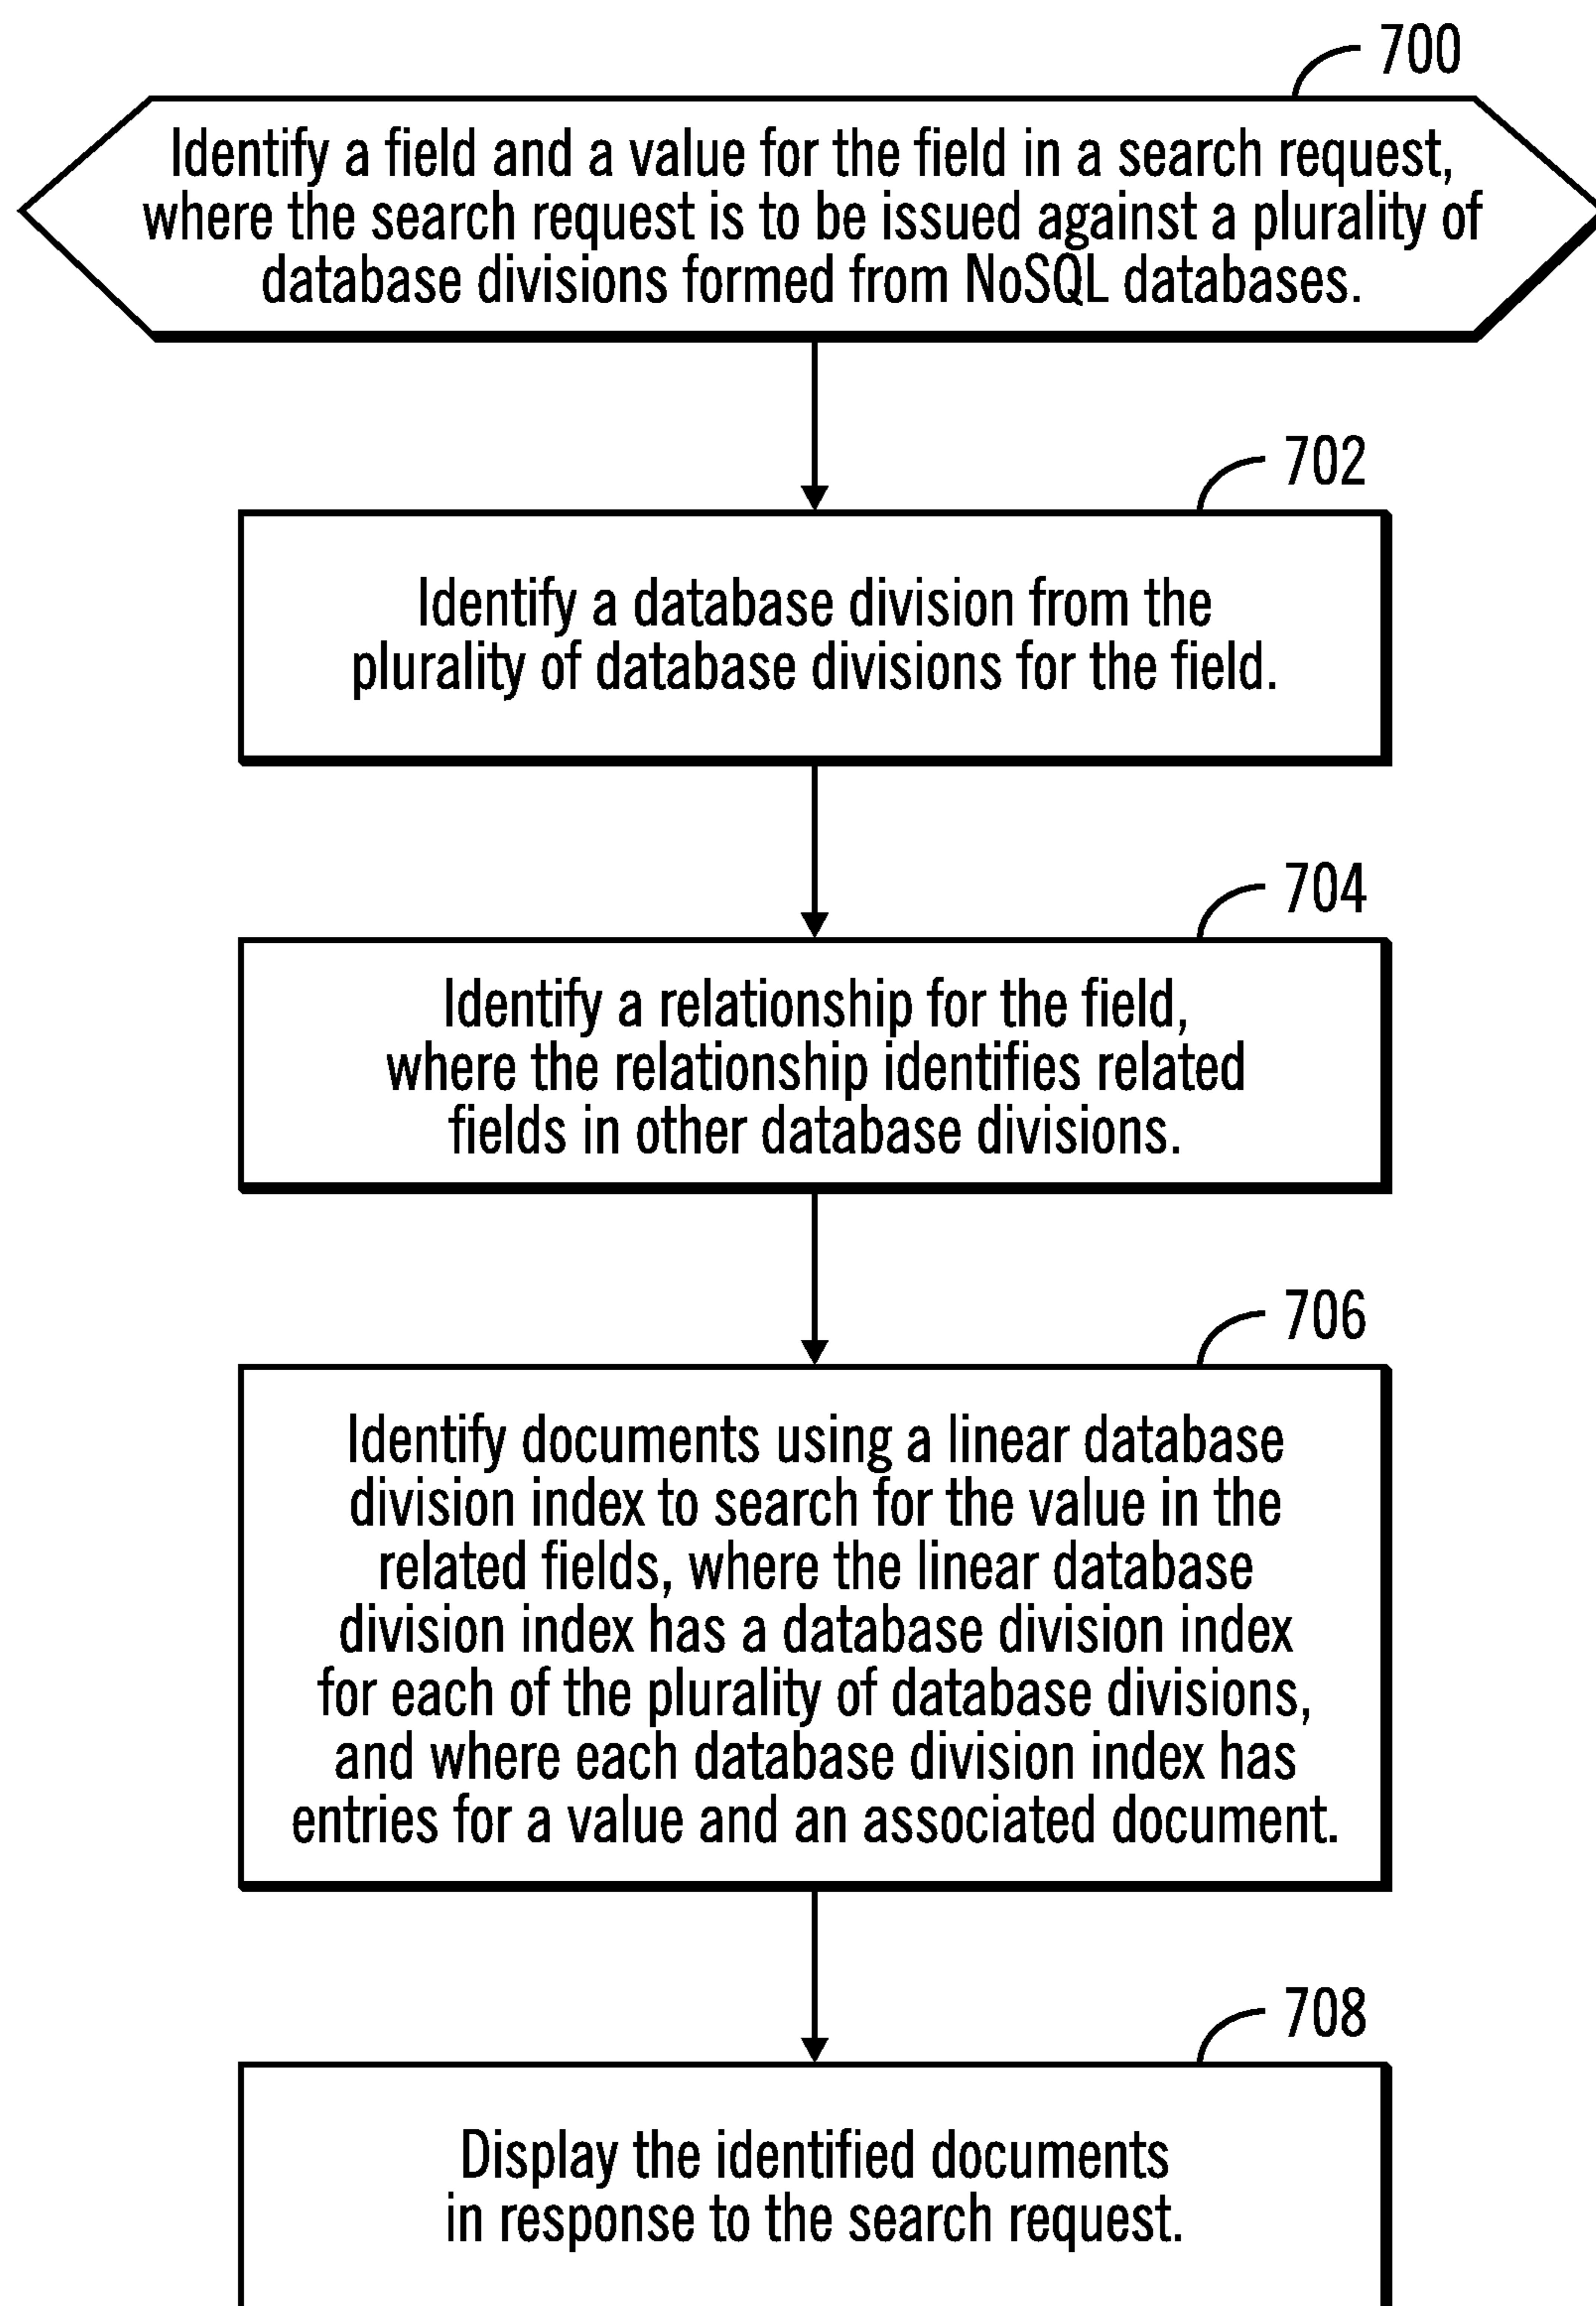 700
Identify a field and a value for the field in a search request,
where the search request is to be issued against a plurality of
database divisions formed from NoSQL databases.
702
Identify a database division from the
plurality of database divisions for the field.
704
Identify a relationship for the field,
where the relationship identifies related
fields in other database divisions.
706
Identify documents using a linear database
division index to search for the value in the
related fields, where the linear database
division index has a database division index
for each of the plurality of database divisions,
and where each database division index has
entries for a value and an associated document.
708
Display the identified documents
in response to the search request.